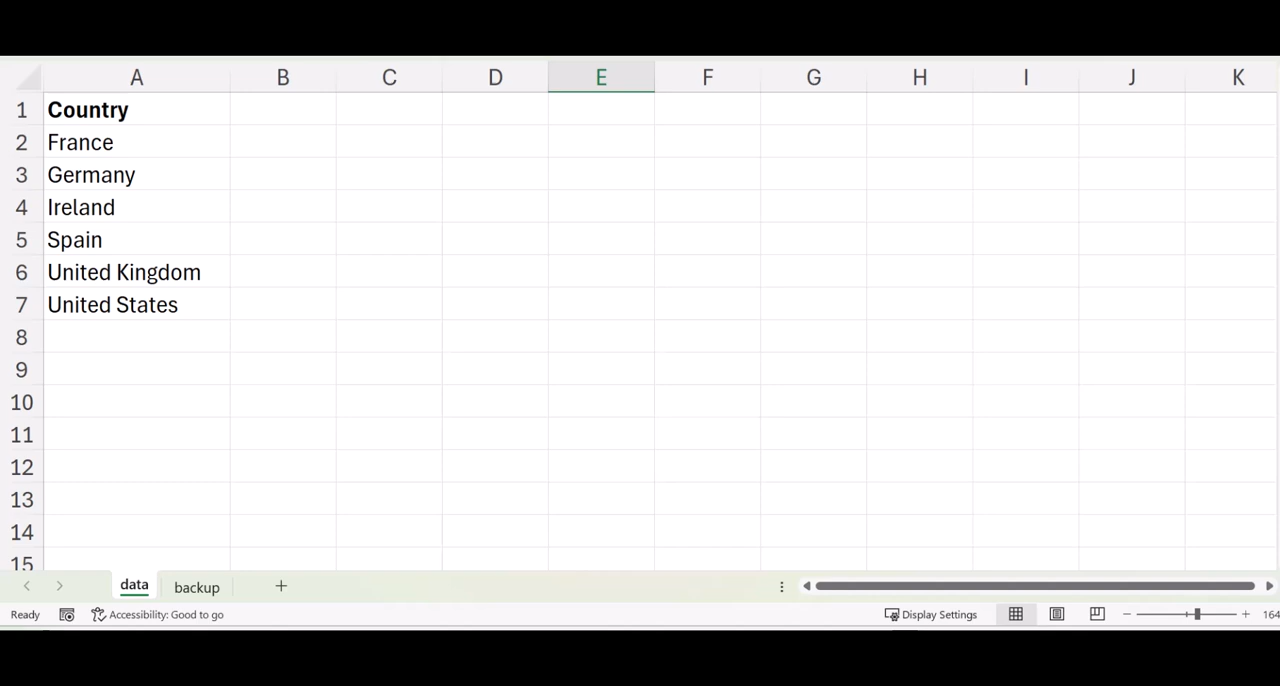 A B C D E F G H I J K
1 Country
2 France
3 Germany
4 Ireland
5 Spain
6 United Kingdom
7 United States
8
9
10
11
12
13
14
15
data backup +
Ready Accessibility: Good to go Display Settings − + 164